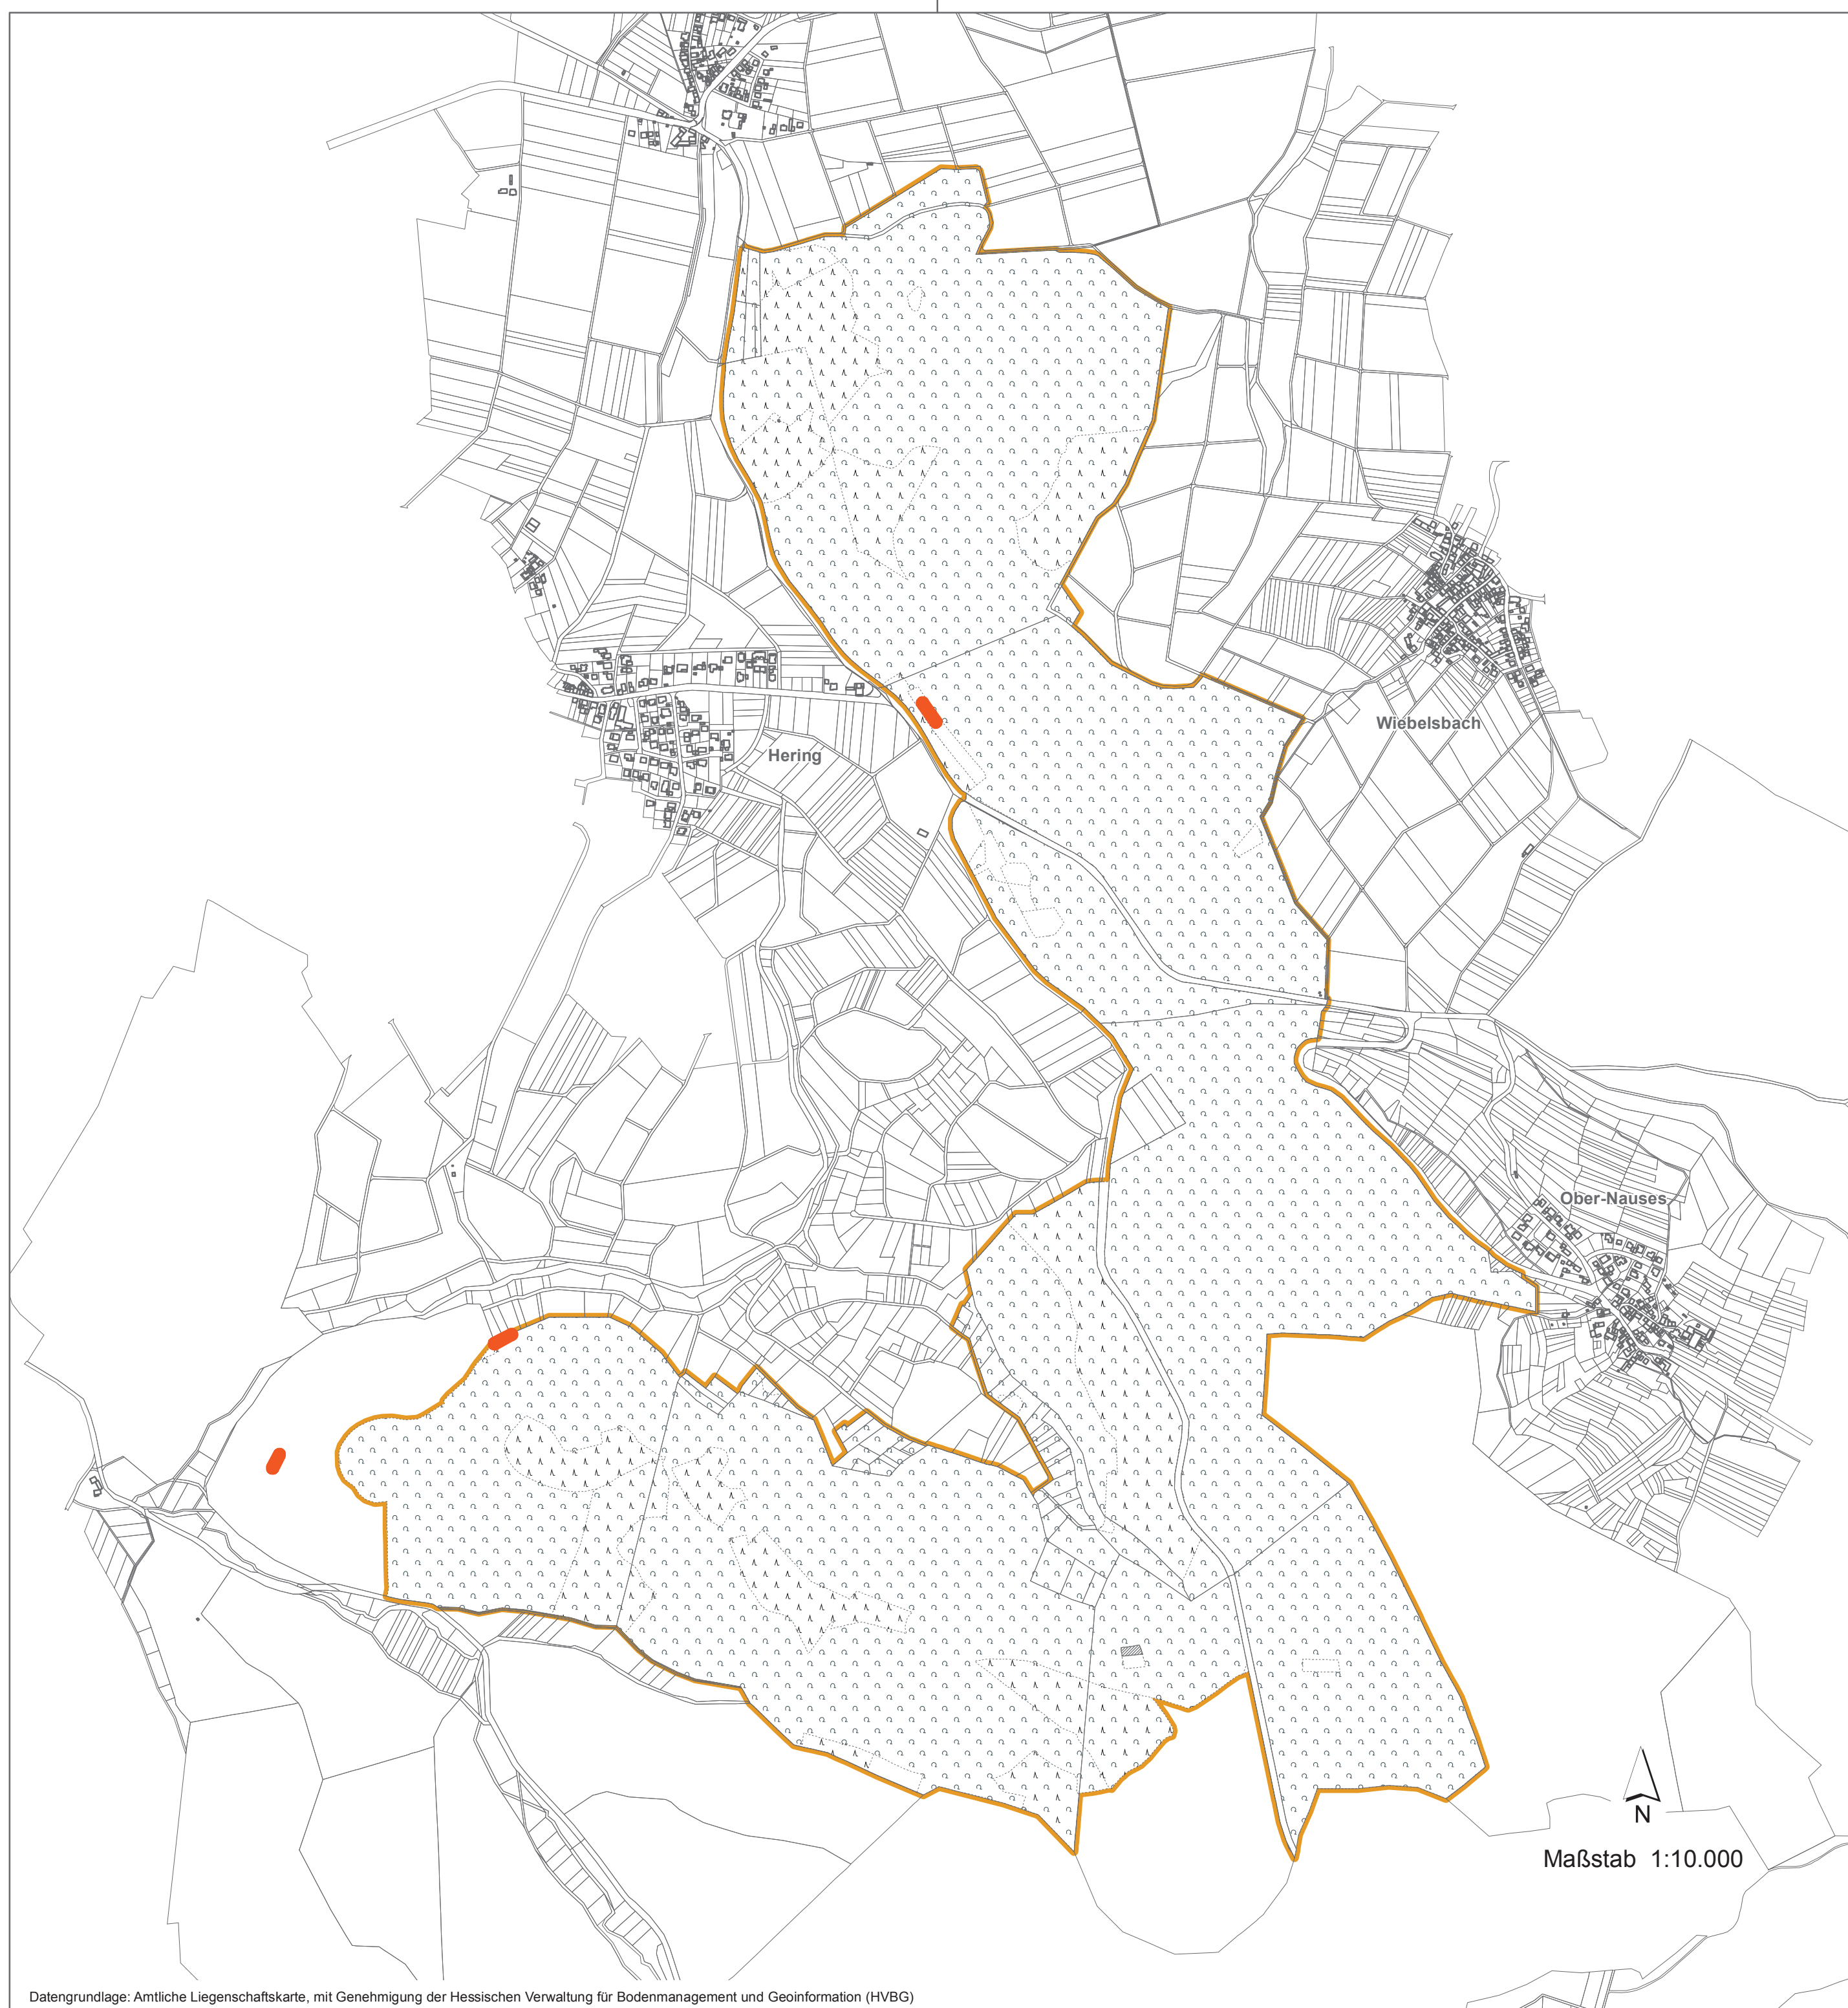 Wiebelsbach
Hering
Ober-Nauses
N
Maßstab 1:10.000
Datengrundlage: Amtliche Liegenschaftskarte, mit Genehmigung der Hessischen Verwaltung für Bodenmanagement und Geoinformation (HVBG)